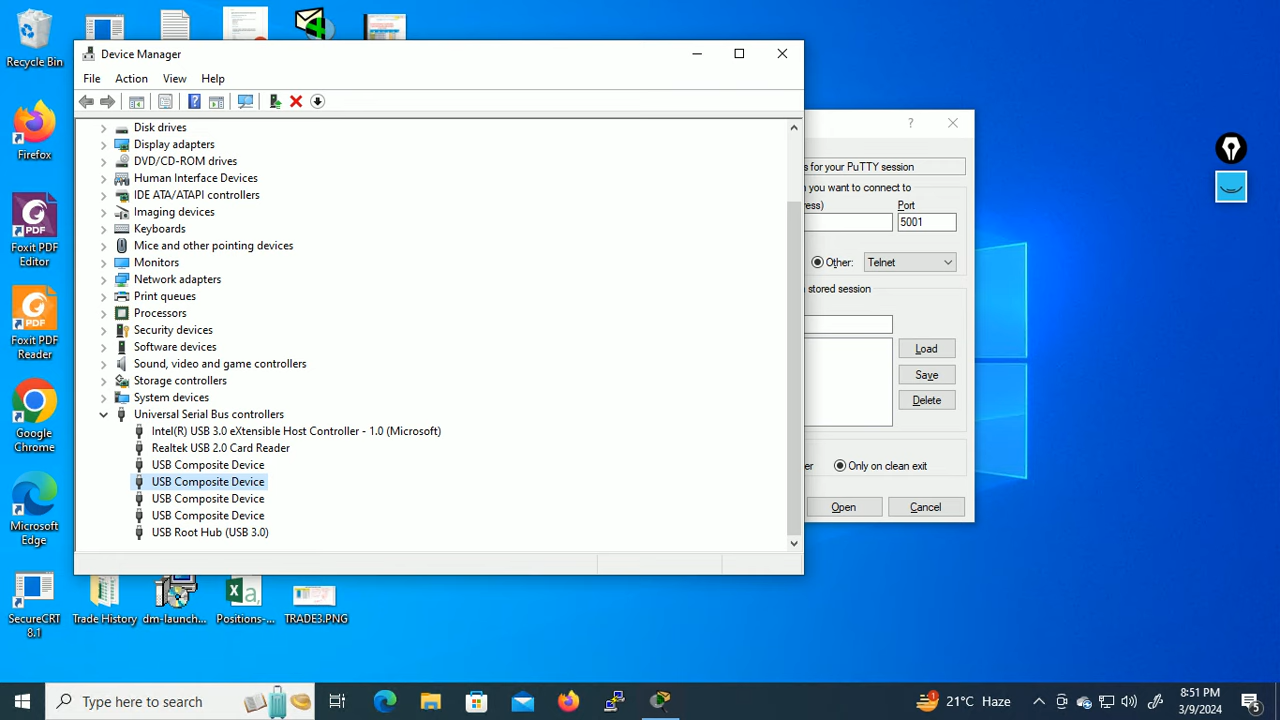 Recycle Bin
Firefox
Foxit PDF
Editor
Foxit PDF
Reader
Google
Chrome
Microsoft
Edge
SecureCRT
8.1
Trade History
dm-launch...
Positions-...
TRADE3.PNG
Device Manager
File Action View Help
Disk drives
Display adapters
DVD/CD-ROM drives
Human Interface Devices
IDE ATA/ATAPI controllers
Imaging devices
Keyboards
Mice and other pointing devices
Monitors
Network adapters
Print queues
Processors
Security devices
Software devices
Sound, video and game controllers
Storage controllers
System devices
Universal Serial Bus controllers
Intel(R) USB 3.0 eXtensible Host Controller - 1.0 (Microsoft)
Realtek USB 2.0 Card Reader
USB Composite Device
USB Composite Device
USB Composite Device
USB Composite Device
USB Root Hub (USB 3.0)
s for your PuTTY session
you want to connect to
ress) Port
5001
Other: Telnet
stored session
Load
Save
Delete
er Only on clean exit
Open Cancel
Type here to search
1
21°C Haze
8:51 PM
3/9/2024
5